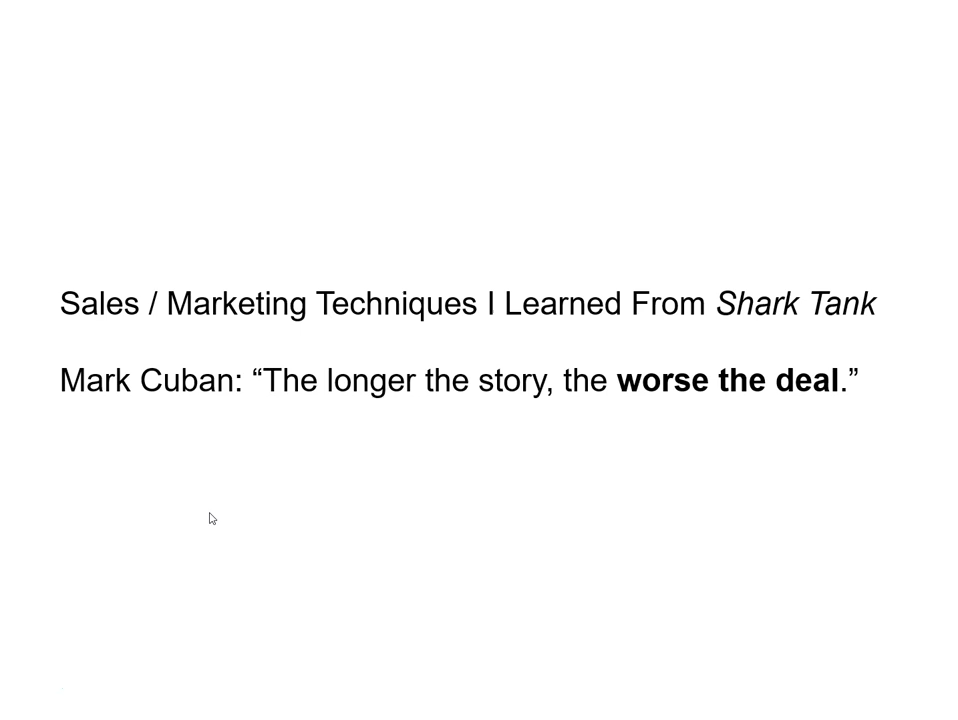 Sales / Marketing Techniques I Learned From Shark Tank
Mark Cuban: “The longer the story, the worse the deal.”